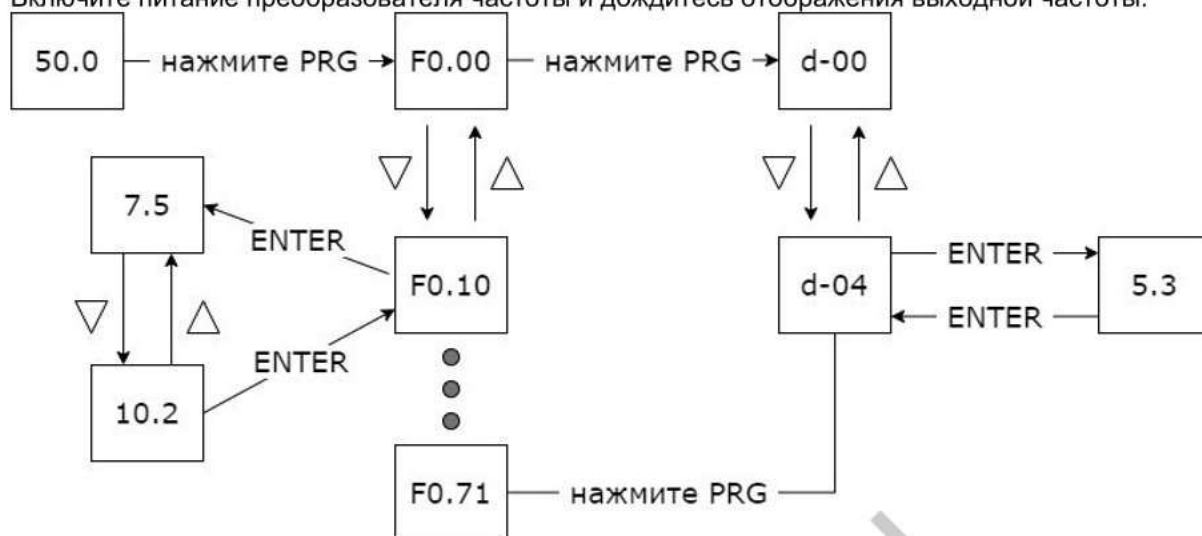 Включите питание преобразователя частоты и дождитесь отображения выходной частоты.
50.0 нажмите PRG F0.00 нажмите PRG d-00
7.5
ENTER
F0.10
ENTER
10.2
d-04
ENTER
ENTER
5.3
F0.71 нажмите PRG